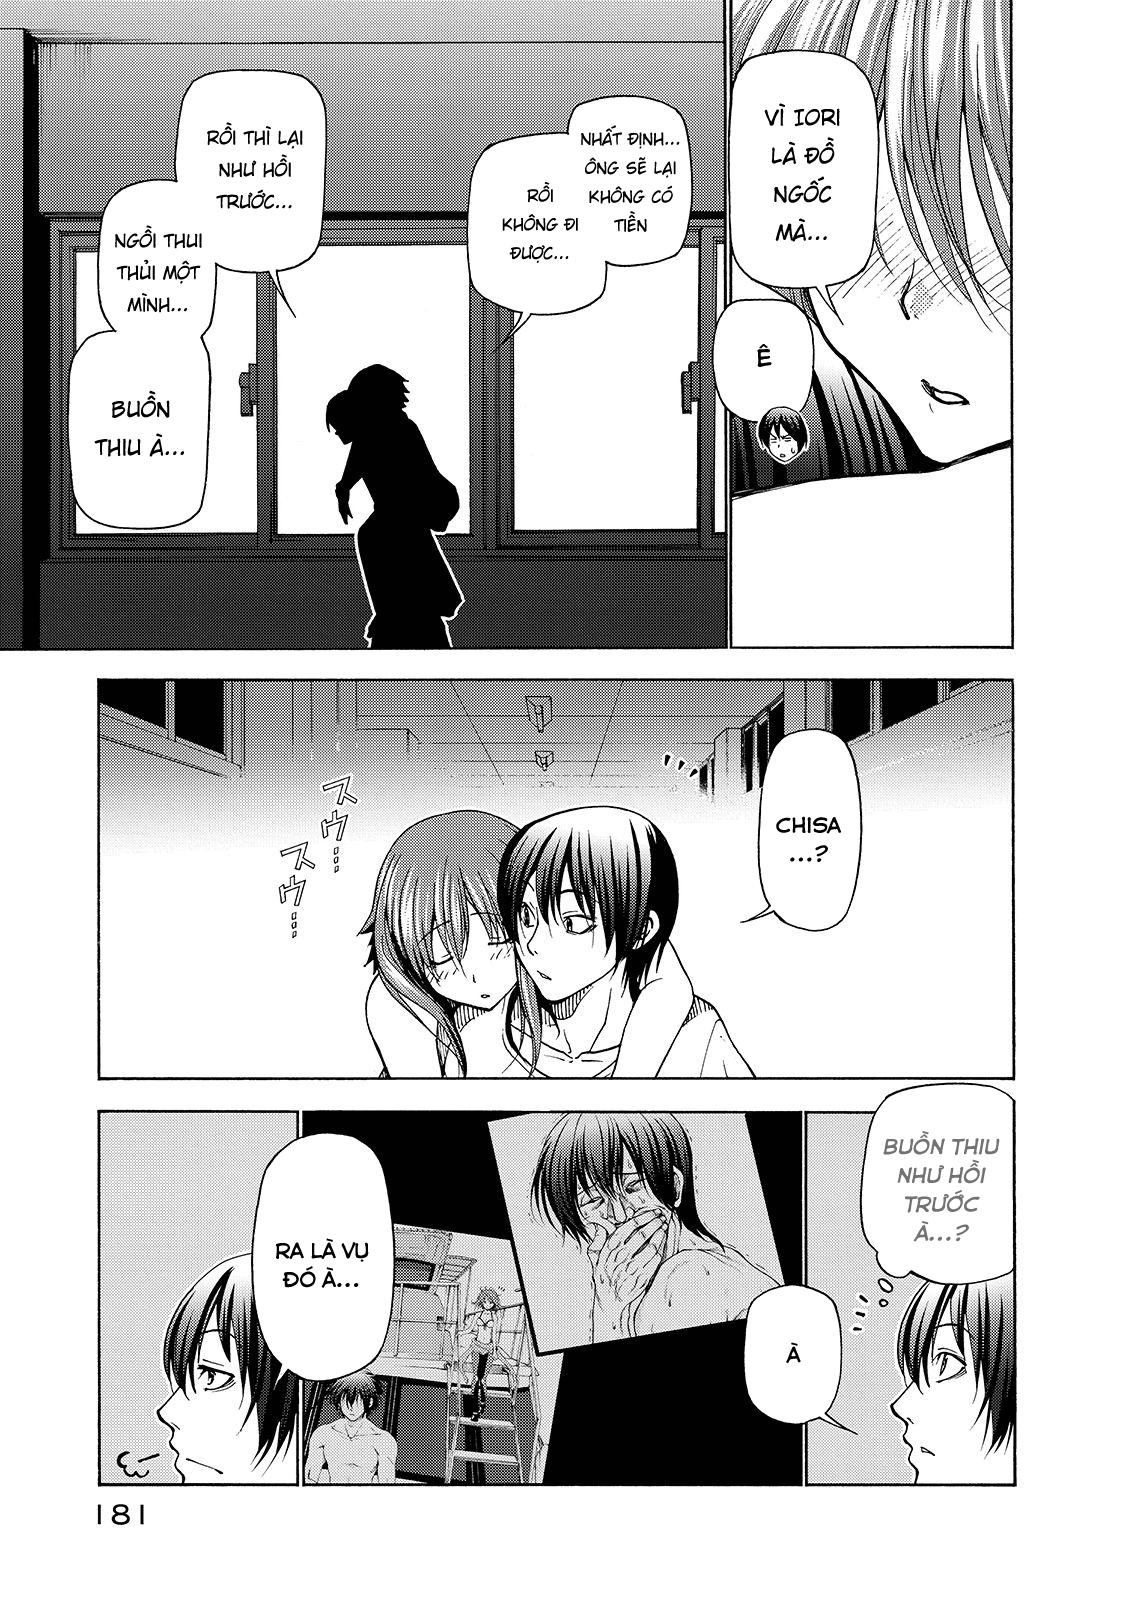 VÌ IORI
LÀ ĐỒ
NGỐC
MÀ...
Ê
NHẤT ĐỊNH...
ÔNG SẼ LẠI
KHÔNG CÓ
TIỀN
RỒI
KHÔNG ĐI
ĐƯỢC...
RỒI THÌ LẠI
NHƯ HỒI
TRƯỚC...
NGỒI THUI
THỦI MỘT
MÌNH...
BUỒN
THIU À...
CHISA
...?
スウ…
スウ…
BUỒN THIU
NHƯ HỒI
TRƯỚC
À...?
À
RA LÀ VỤ
ĐÓ À...
181